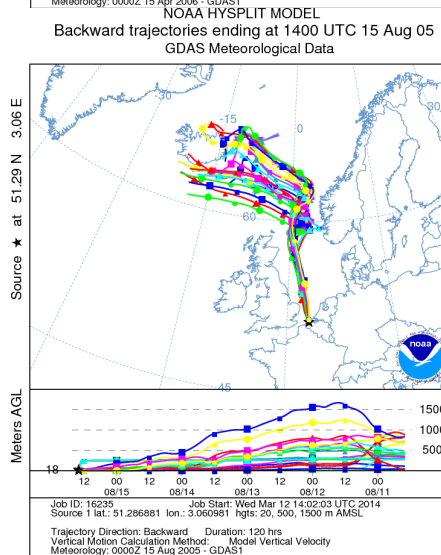 Meteorology: 0000Z 15 Apr 2006 - GDAS1
NOAA HYSPLIT MODEL
Backward trajectories ending at 1400 UTC 15 Aug 05
GDAS Meteorological Data
Source ★ at 51.29 N 3.06 E
-30
-30
-15
0
60
45
noaa
Meters AGL
1500
1000
500
18
12 00 12 00 12 00 12 00 12 00
08/15 08/14 08/13 08/12 08/11
Job ID: 16235 Job Start: Wed Mar 12 14:02:03 UTC 2014
Source 1 lat.: 51.286881 lon.: 3.060981 hgts: 20, 500, 1500 m AMSL
Trajectory Direction: Backward Duration: 120 hrs
Vertical Motion Calculation Method: Model Vertical Velocity
Meteorology: 0000Z 15 Aug 2005 - GDAS1